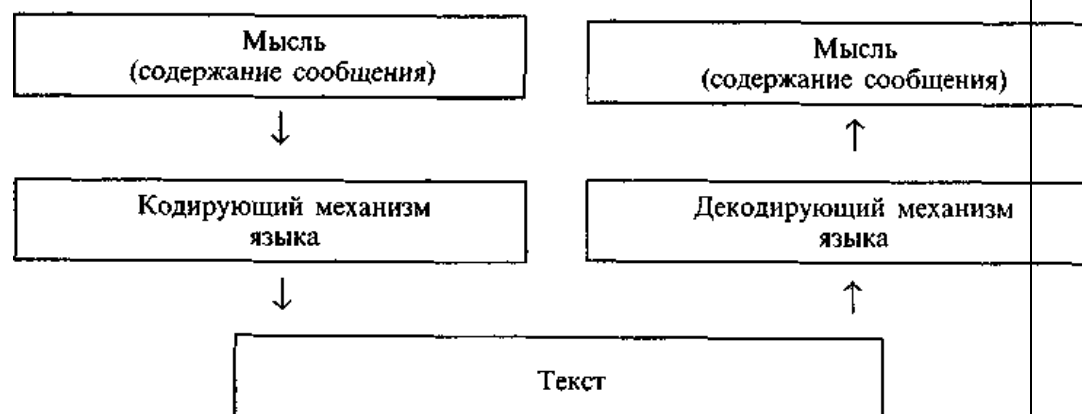 Мысль
(содержание сообщения)
Мысль
(содержание сообщения)
Кодирующий механизм
языка
Декодирующий механизм
языка
Текст